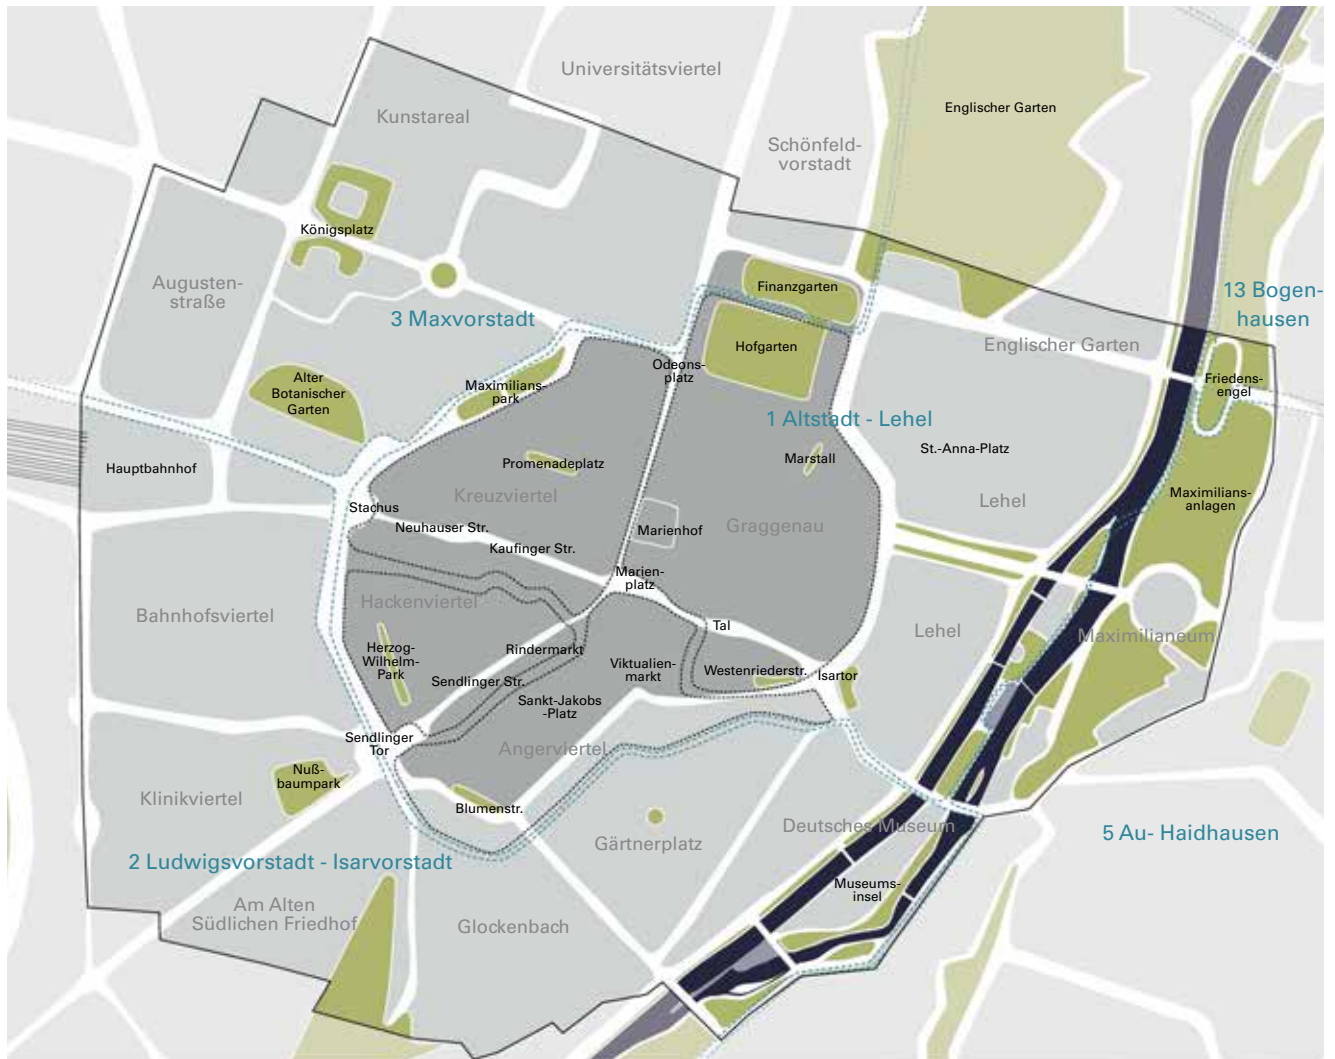 Universitätsviertel
Kunstareal
Englischer Garten
Schönfeld-
vorstadt
Königsplatz
Augusten-
straße
Finanzgarten
13 Bogen-
hausen
3 Maxvorstadt
Hofgarten
Englischer Garten
Odeons-
platz
Alter
Botanischer
Garten
Maximilians-
park
Friedens-
engel
1 Altstadt - Lehel
St.-Anna-Platz
Hauptbahnhof
Promenadeplatz
Marstall
Kreuzviertel
Lehel
Maximilians-
anlagen
Stachus
Neuhauser Str.
Marienhof
Graggenau
Kaufinger Str.
Marien-
platz
Hackenviertel
Bahnhofsviertel
Tal
Lehel
Maximilianeum
Herzog-
Wilhelm-
Park
Rindermarkt
Viktualien-
markt
Westenriederstr.
Isartor
Sendlinger Str.
Sankt-Jakobs
-Platz
Sendlinger
Tor
Angerviertel
Nuß-
baumpark
Klinikviertel
Blumenstr.
Gärtnerplatz
Deutsches Museum
5 Au- Haidhausen
2 Ludwigsvorstadt - Isarvorstadt
Museums-
insel
Am Alten
Südlichen Friedhof
Glockenbach